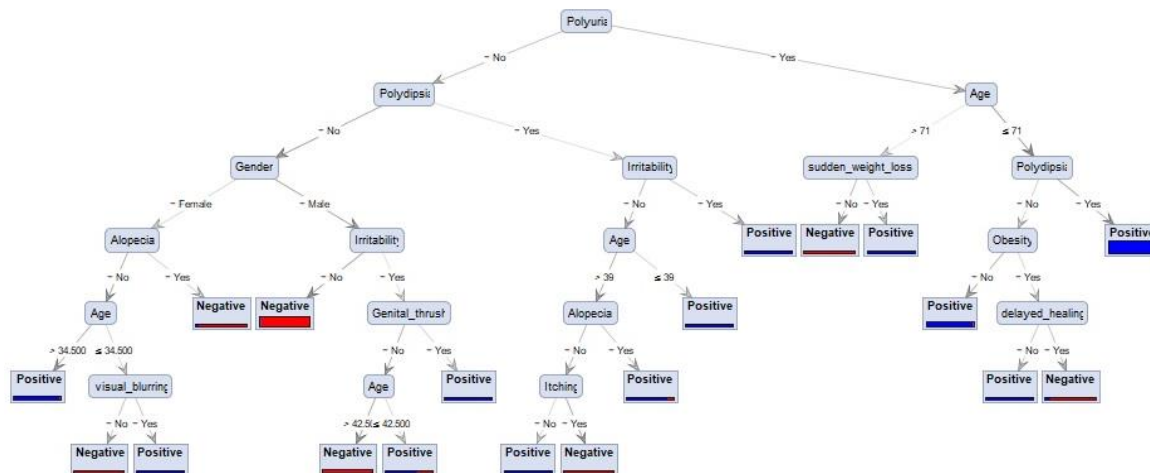 Polyuria
= No
= Yes
Polydipsia
Age
= No
= Yes
> 71
≤ 71
Gender
Irritability
sudden_weight_loss
Polydipsia
= Female
= Male
= No
= Yes
= No
= Yes
= No
= Yes
Alopecia
Irritability
Age
Positive
Negative
Positive
Obesity
Positive
= No
= Yes
= No
= Yes
> 39
≤ 39
= No
= Yes
Age
Negative
Negative
Genital_thrush
Alopecia
Positive
Positive
delayed_healing
> 34.500
≤ 34.500
= No
= Yes
= No
= Yes
= No
= Yes
Positive
visual_blurring
Age
Positive
Itching
Positive
Positive
Negative
= No
= Yes
> 42.500
≤ 42.500
= No
= Yes
Negative
Positive
Negative
Positive
Positive
Negative